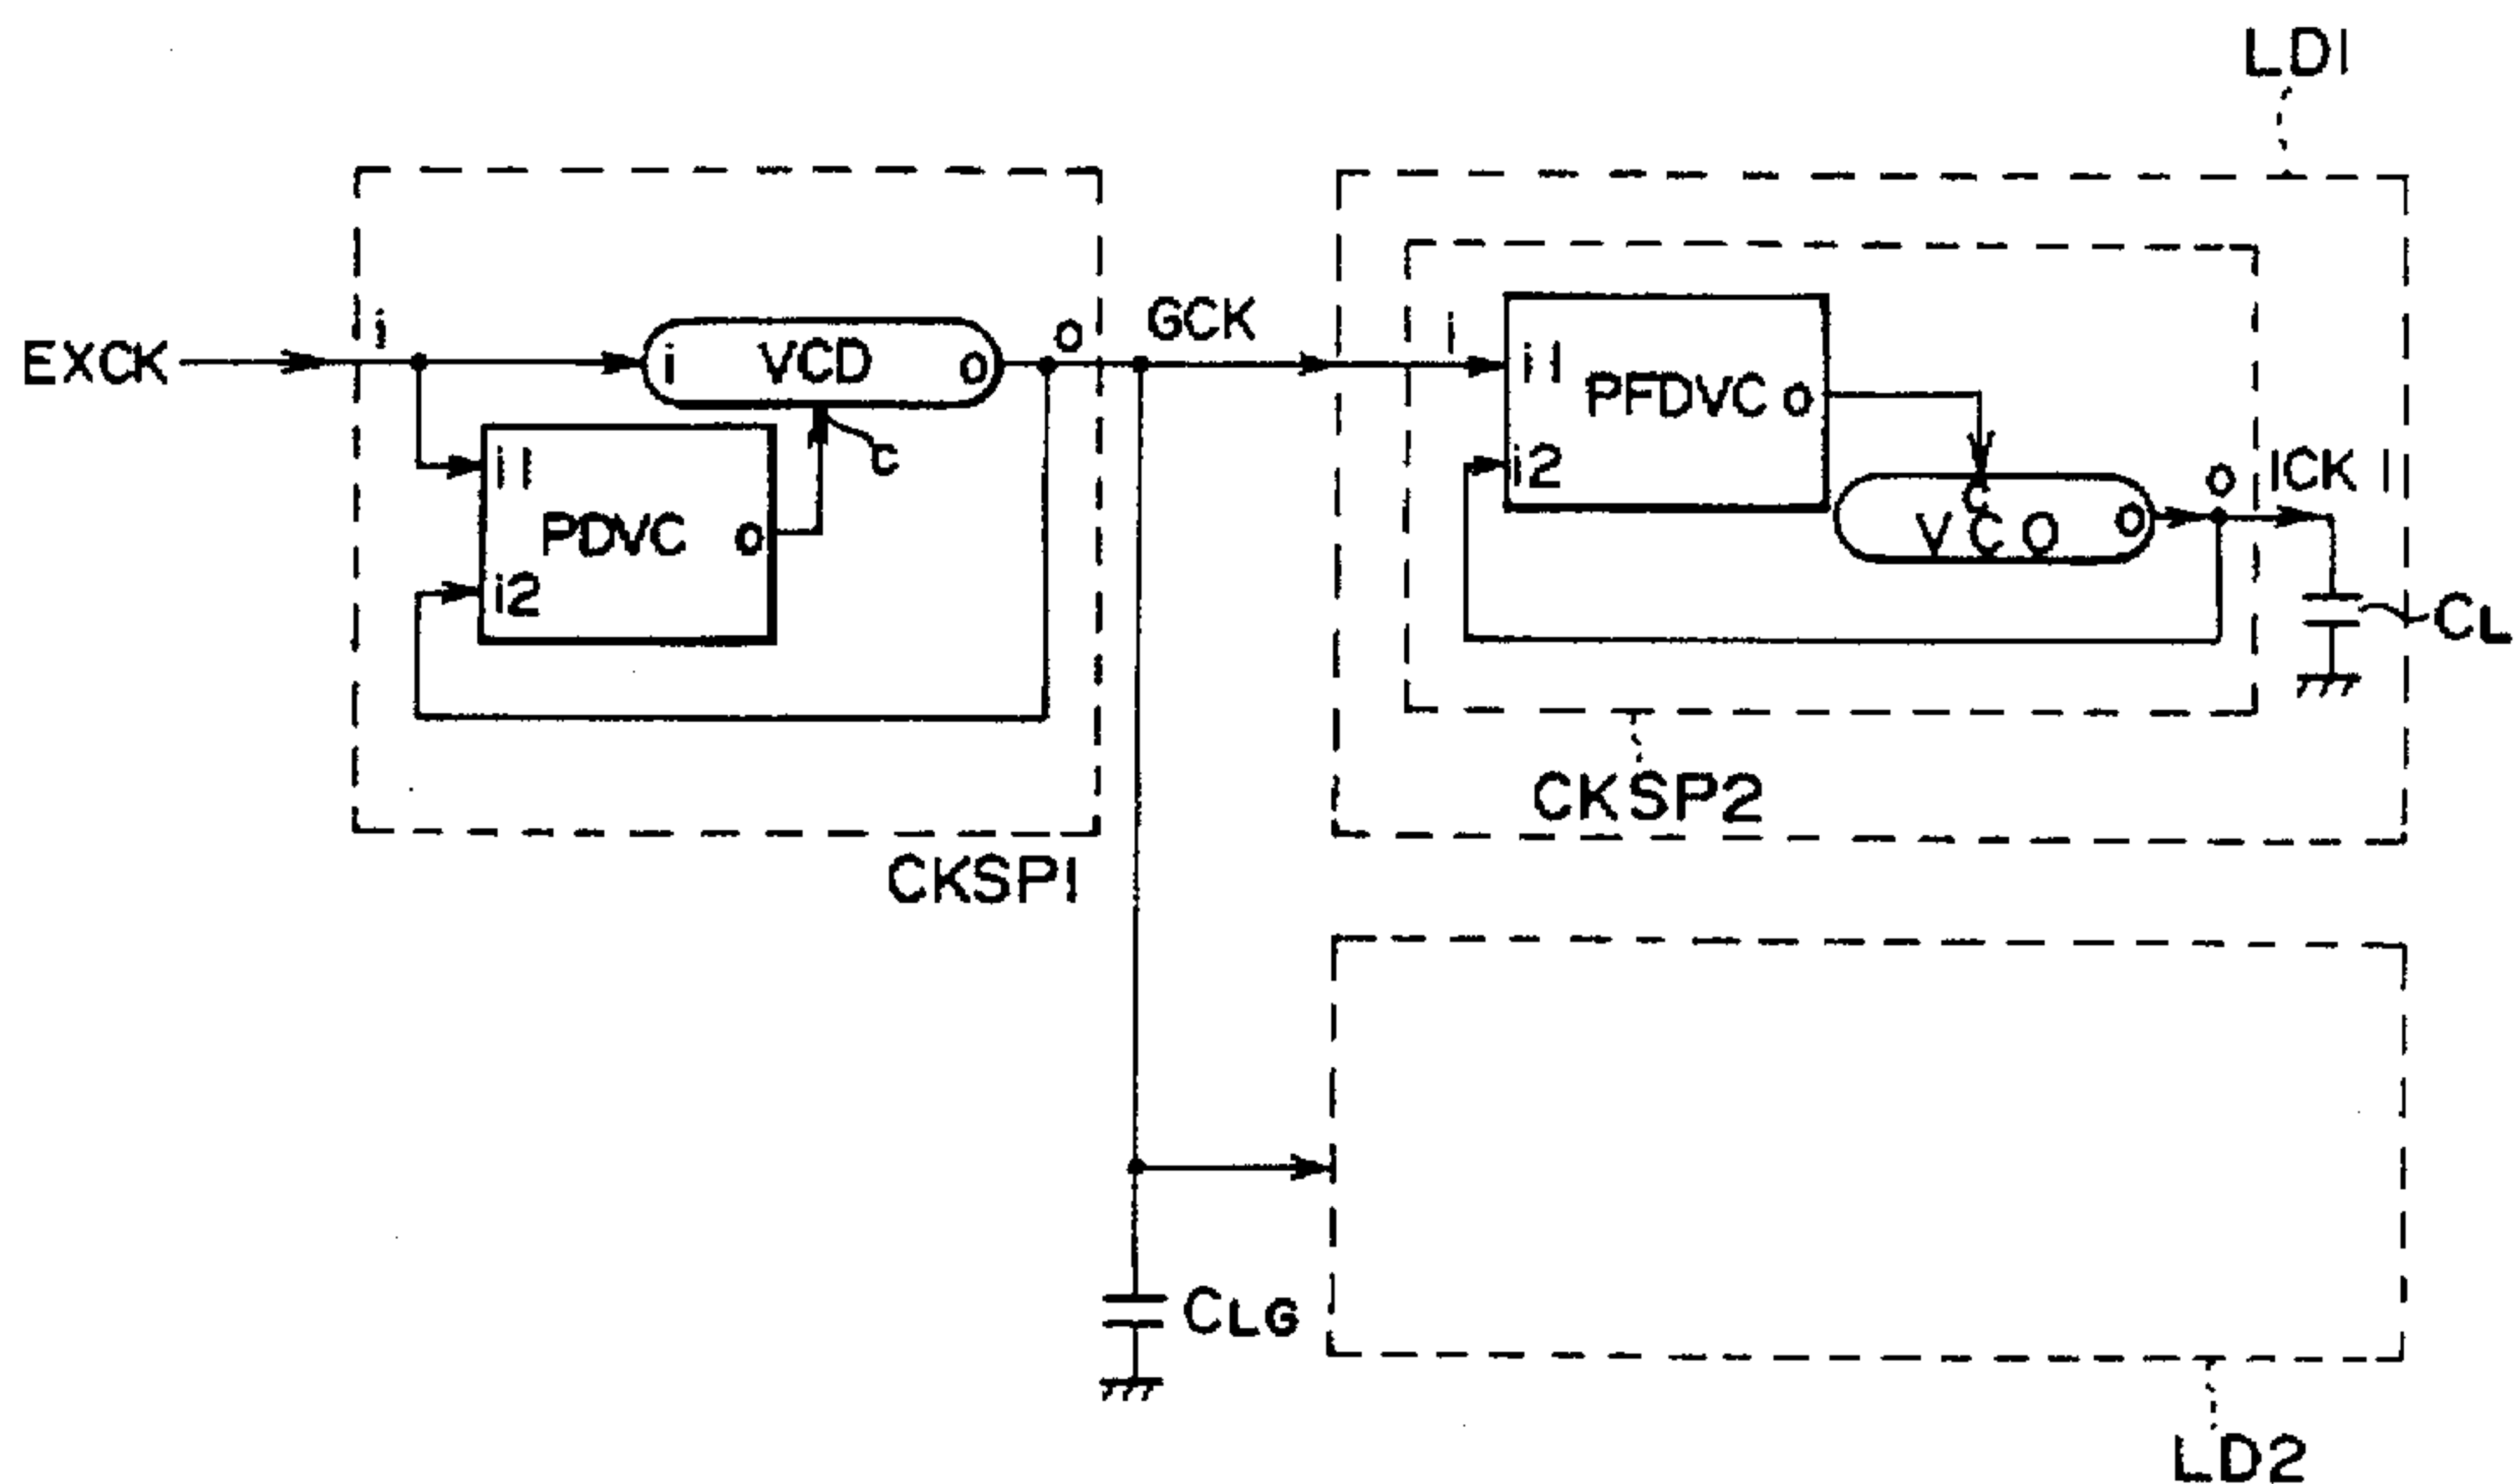 LD1
EXCK
i
i VCD o
o
GCK
c
i1
PDVC o
i2
CKSP1
i
i1
PFDVC o
i2
C
VCO o
o
ICK1
CL
CKSP2
CLG
LD2